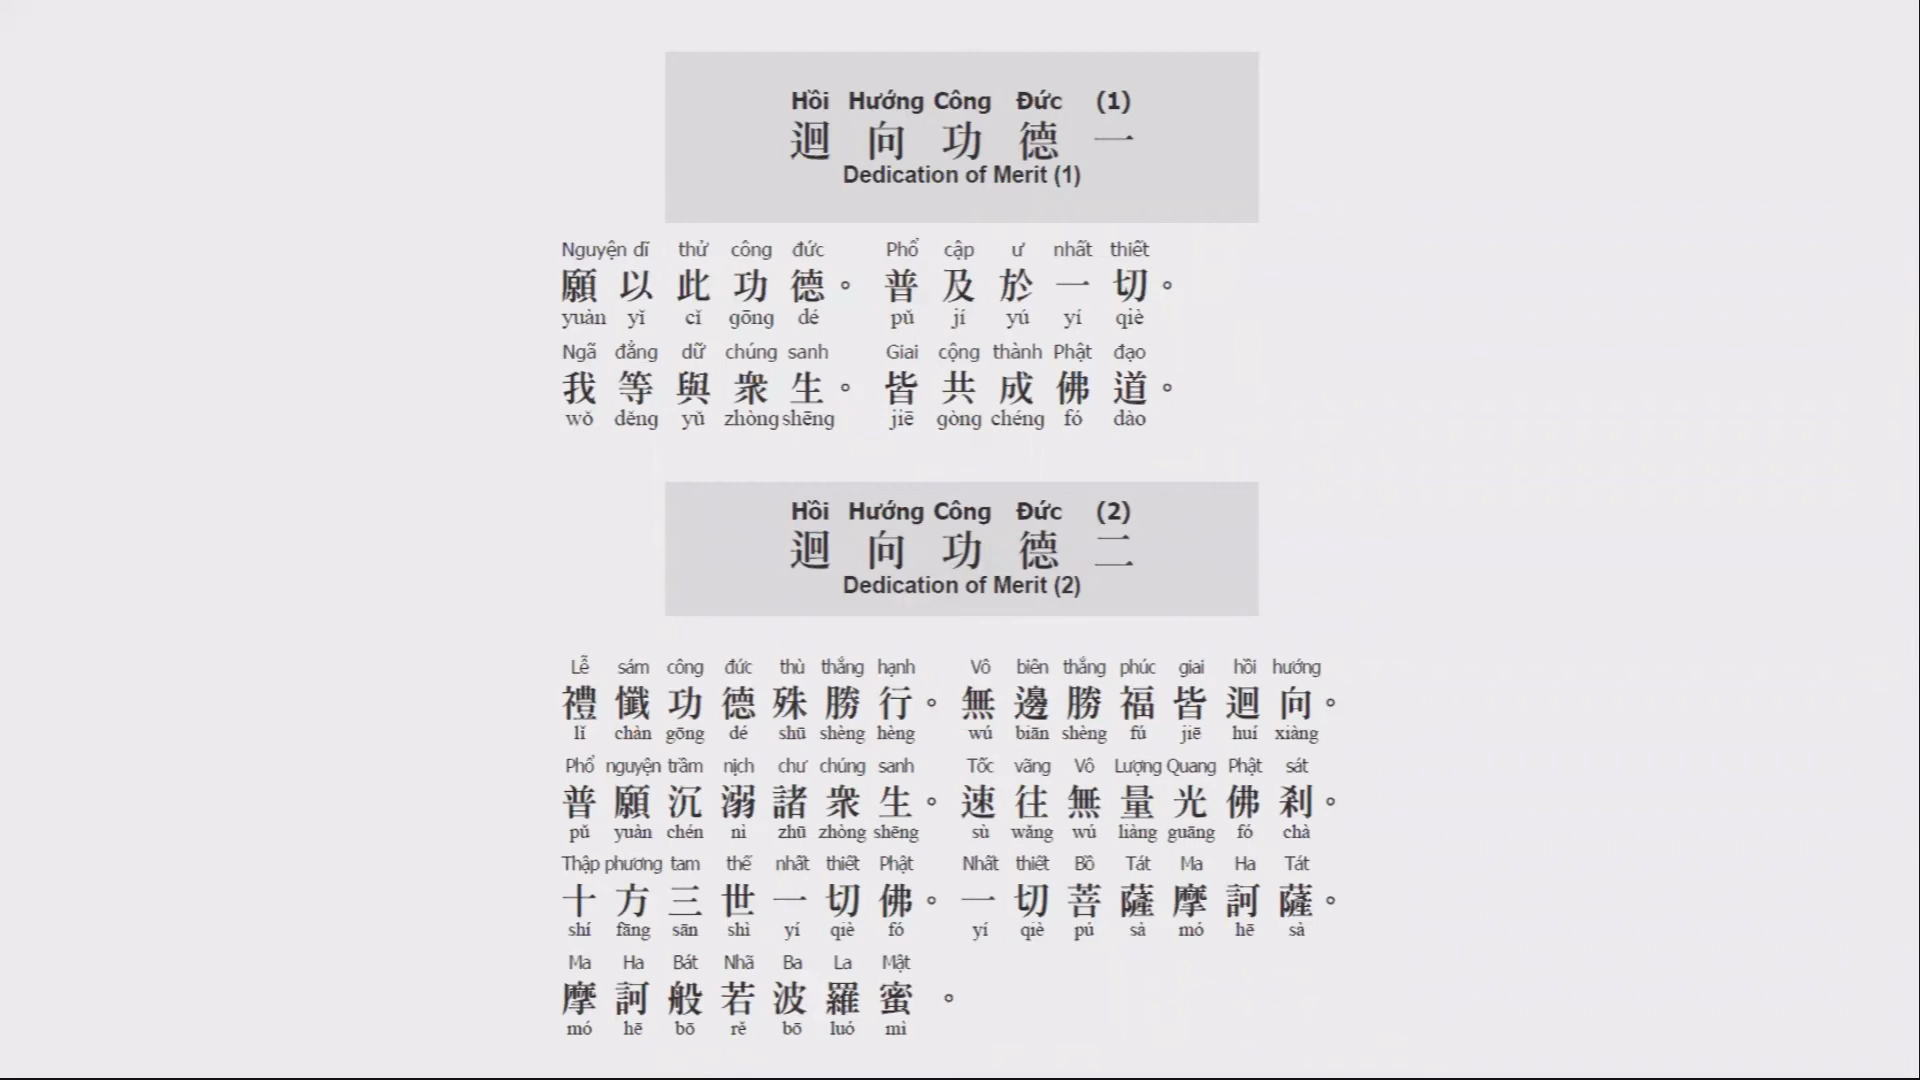 Hồi Hướng Công Đức (1)
迴向功德一
Dedication of Merit (1)
Nguyện dĩ thử công đức Phổ cập ư nhất thiết
願以此功德。普及於一切。
yuàn yǐ cǐ gōng dé pǔ jí yú yí qiè
Ngã đẳng dữ chúng sanh Giai cộng thành Phật đạo
我等與衆生。皆共成佛道。
wǒ děng yǔ zhòng shēng jiē gòng chéng fó dào
Hồi Hướng Công Đức (2)
迴向功德二
Dedication of Merit (2)
Lễ sám công đức thù thắng hạnh Vô biên thắng phúc giai hồi hướng
禮懺功德殊勝行。無邊勝福皆迴向。
lǐ chàn gōng dé shū shèng hèng wú biān shèng fú jiē huí xiàng
Phổ nguyện trầm nịch chư chúng sanh Tốc vãng Vô Lượng Quang Phật sát
普願沉溺諸衆生。速往無量光佛剎。
pǔ yuàn chén nì zhū zhòng shēng sù wǎng wú liàng guāng fó chà
Thập phương tam thế nhất thiết Phật Nhất thiết Bồ Tát Ma Ha Tát
十方三世一切佛。一切菩薩摩訶薩。
shí fāng sān shì yí qiè fó yí qiè pú sà mó hē sà
Ma Ha Bát Nhã Ba La Mật
摩訶般若波羅蜜。
mó hē bō rě bō luó mì